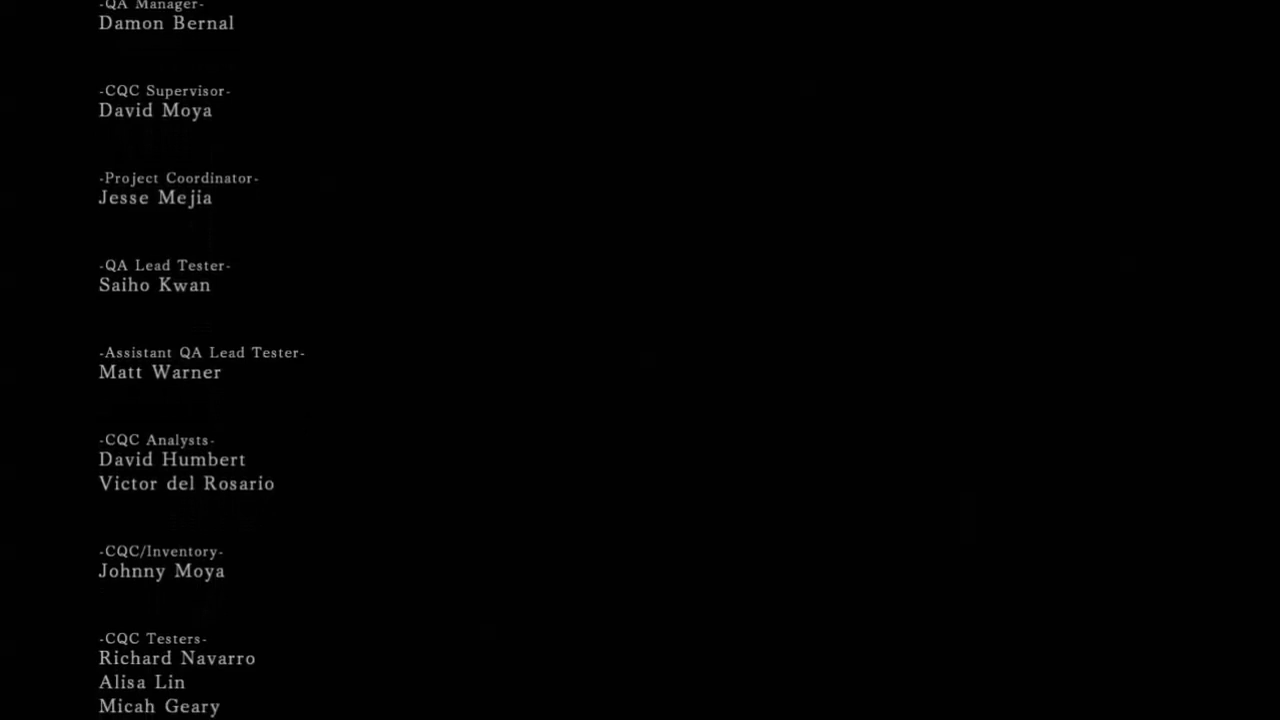 -QA Manager-
Damon Bernal
-CQC Supervisor-
David Moya
-Project Coordinator-
Jesse Mejia
-QA Lead Tester-
Saiho Kwan
-Assistant QA Lead Tester-
Matt Warner
-CQC Analysts-
David Humbert
Victor del Rosario
-CQC/Inventory-
Johnny Moya
-CQC Testers-
Richard Navarro
Alisa Lin
Micah Geary